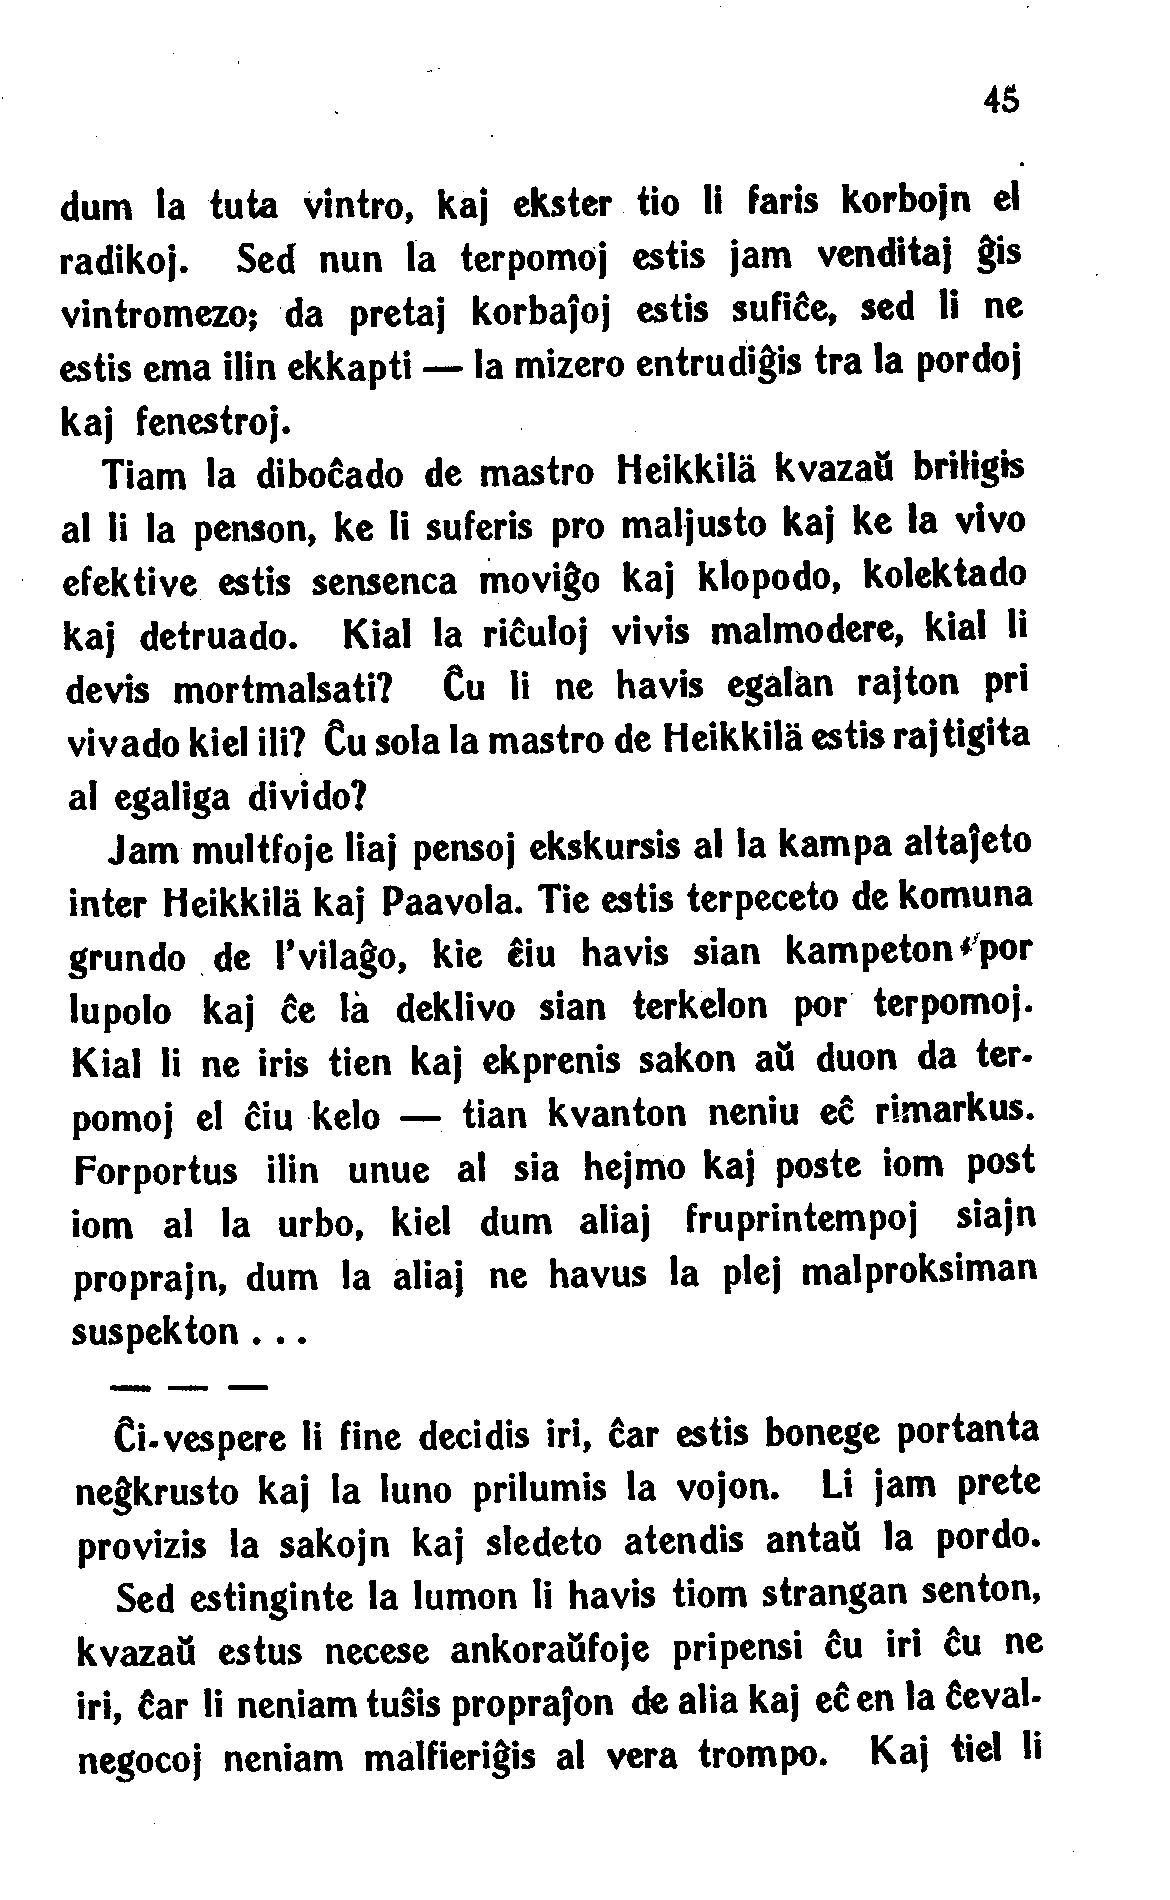 45
dum la tuta vintro, kaj ekster tio li faris korbojn el
radikoj. Sed nun la terpomoj estis jam venditaj ĝis
vintromezo; da pretaj korbaĵoj estis sufiĉe, sed li ne
estis ema ilin ekkapti — la mizero entrudiĝis tra la pordoj
kaj fenestroj.
Tiam la diboĉado de mastro Heikkilä kvazaŭ briligis
al li la penson, ke li suferis pro maljusto kaj ke la vivo
efektive estis sensenca moviĝo kaj klopodo, kolektado
kaj detruado. Kial la riĉuloj vivis malmodere, kial li
devis mortmalsati? Ĉu li ne havis egalan rajton pri
vivado kiel ili? Ĉu sola la mastro de Heikkilä estis rajtigita
al egaliga divido?
Jam multfoje liaj pensoj ekskursis al la kampa altaĵeto
inter Heikkilä kaj Paavola. Tie estis terpeceto de komuna
grundo de l'vilaĝo, kie ĉiu havis sian kampeton por
lupolo kaj ĉe la deklivo sian terkelon por terpomoj.
Kial li ne iris tien kaj ekprenis sakon aŭ duon da ter-
pomoj el ĉiu kelo — tian kvanton neniu eĉ rimarkus.
Forportus ilin unue al sia hejmo kaj poste iom post
iom al la urbo, kiel dum aliaj fruprintempoj siajn
proprajn, dum la aliaj ne havus la plej malproksiman
suspekton . . .
— — —
Ĉi-vespere li fine decidis iri, ĉar estis bonege portanta
neĝkrusto kaj la luno prilumis la vojon. Li jam prete
provizis la sakojn kaj sledeto atendis antaŭ la pordo.
Sed estinginte la lumon li havis tiom strangan senton,
kvazaŭ estus necese ankoraŭfoje pripensi ĉu iri ĉu ne
iri, ĉar li neniam tuŝis propraĵon de alia kaj eĉ en la ĉeval-
negocoj neniam malfieriĝis al vera trompo. Kaj tiel li